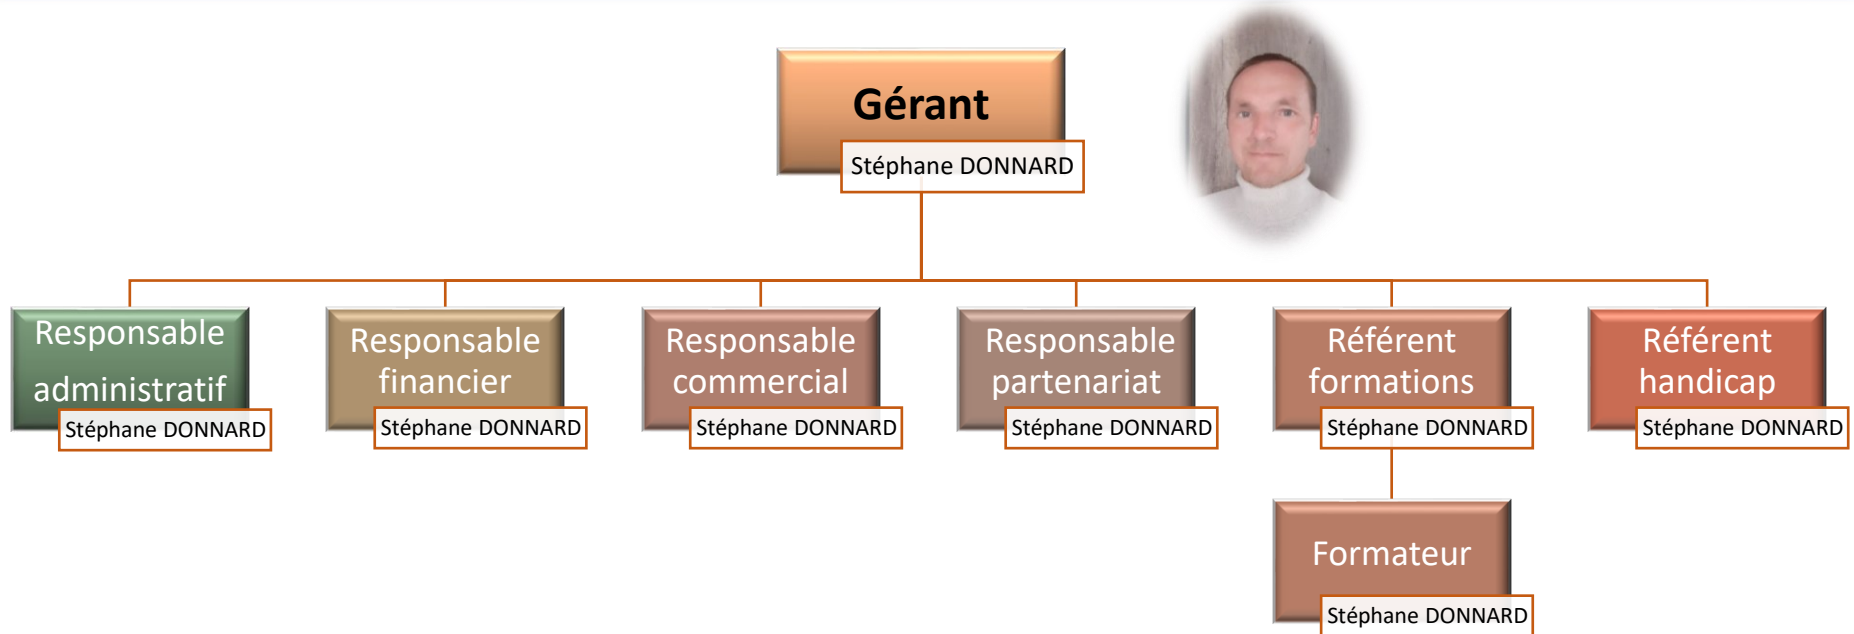 Gérant
Stéphane DONNARD
Responsable
administratif
Stéphane DONNARD
Responsable
financier
Stéphane DONNARD
Responsable
commercial
Stéphane DONNARD
Responsable
partenariat
Stéphane DONNARD
Référent
formations
Stéphane DONNARD
Référent
handicap
Stéphane DONNARD
Formateur
Stéphane DONNARD